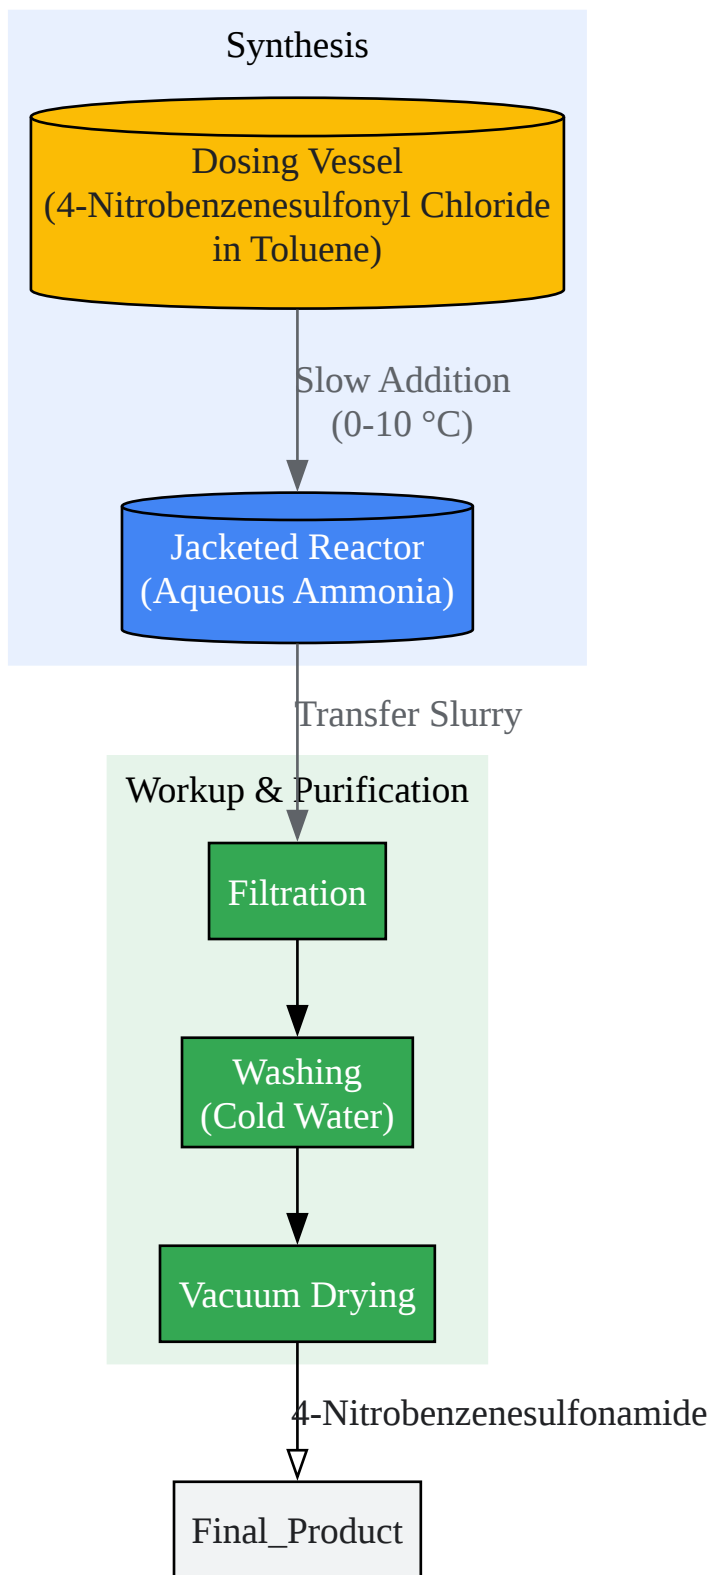 Synthesis
Dosing Vessel
(4-Nitrobenzenesulfonyl Chloride
in Toluene)
Slow Addition
(0-10 °C)
Jacketed Reactor
(Aqueous Ammonia)
Transfer Slurry
Workup & Purification
Filtration
Washing
(Cold Water)
Vacuum Drying
4-Nitrobenzenesulfonamide
Final_Product